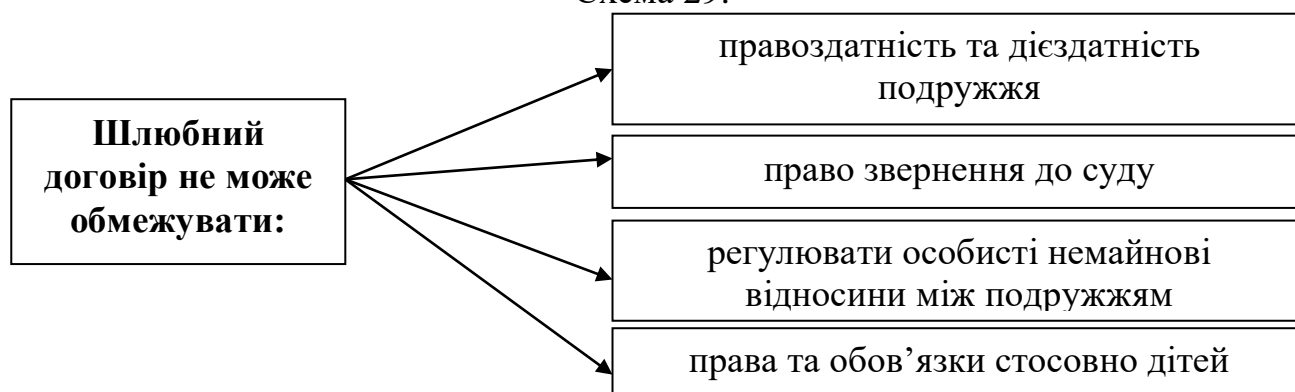 Схема 29.
правоздатність та дієздатність
подружжя
Шлюбний
договір не може
обмежувати:
право звернення до суду
регулювати особисті немайнові
відносини між подружжям
права та обов’язки стосовно дітей